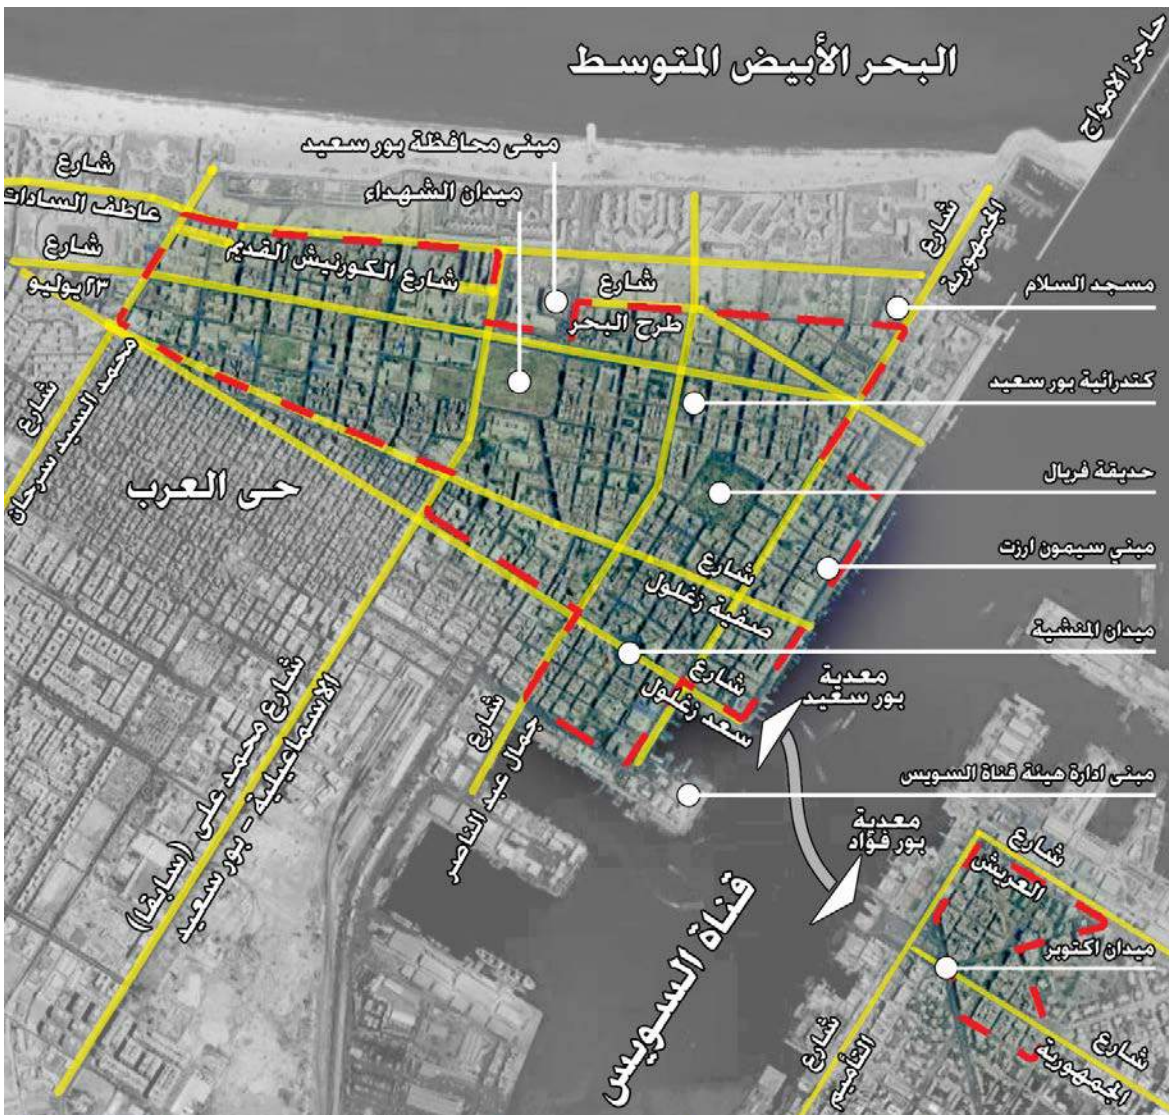 البحر الأبيض المتوسط
حاجز الامواج
مبنى محافظة بور سعيد
ميدان الشهداء
شارع
عاطف السادات
شارع
٢٣ يوليو
شارع الكورنيش القديم
شارع
طرح البحر
شارع
الجمهورية
مسجد السلام
كتدرائية بور سعيد
حديقة فريال
مبني سيمون ارزت
ميدان المنشية
شارع
محمد السيد سرحان
حى العرب
شارع
صفية زغلول
شارع
سعد زغلول
معدية
بور سعيد
مبنى ادارة هيئة قناة السويس
معدية
بور فؤاد
شارع
جمال عبد الناصر
شارع محمد على (سابقا)
الاسماعيلية - بور سعيد
قناة السويس
شارع
العريش
ميدان اكتوبر
شارع
التأميم
شارع
الجمهورية